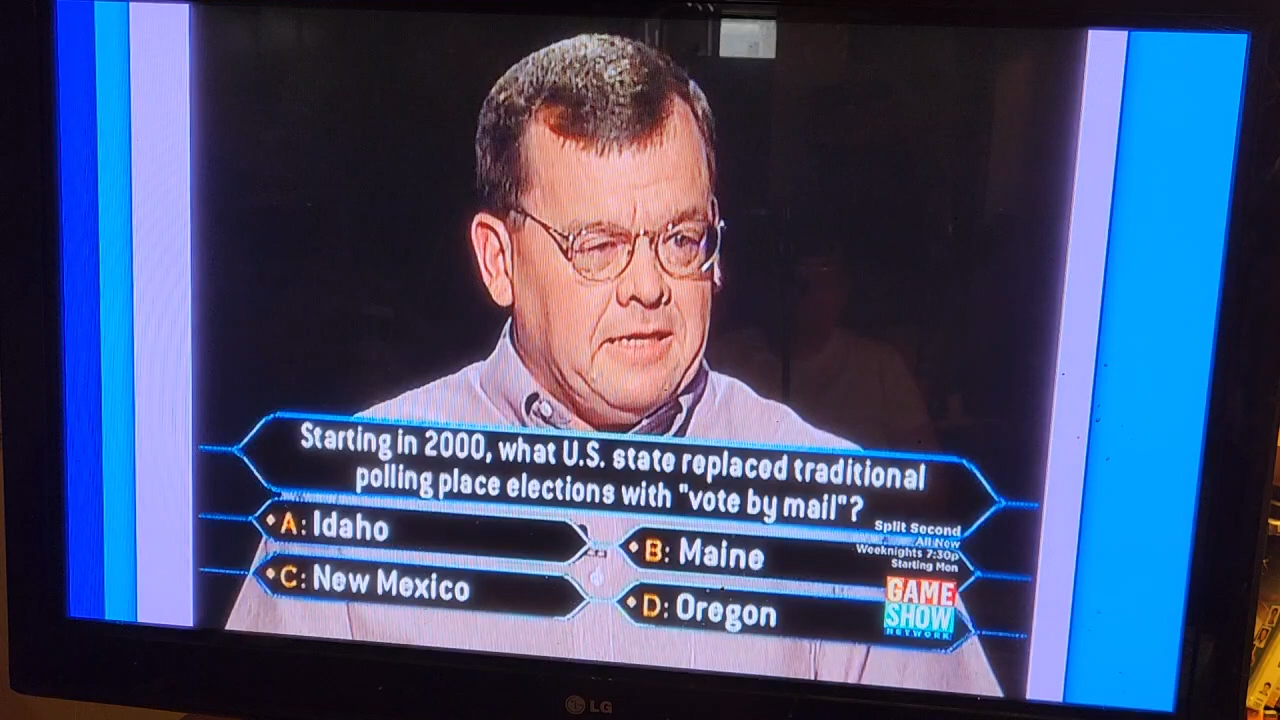 Starting in 2000, what U.S. state replaced traditional
polling place elections with "vote by mail"?
A: Idaho
B: Maine
C: New Mexico
D: Oregon
Split Second
All New
Weeknights 7:30p
Starting Mon
GAME
SHOW
NETWORK
LG